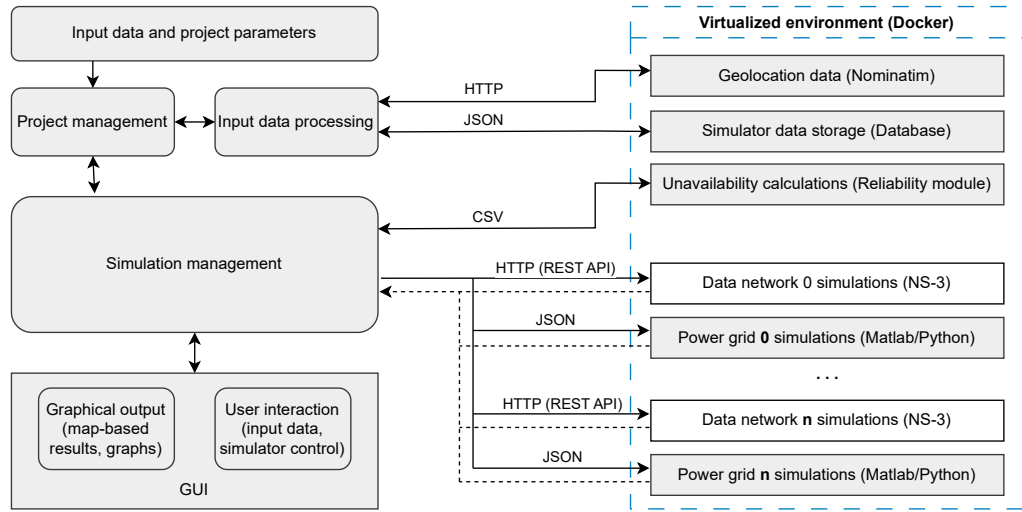 Input data and project parameters
Project management
Input data processing
Simulation management
Graphical output
(map-based
results, graphs)
User interaction
(input data,
simulator control)
GUI
HTTP
JSON
CSV
HTTP (REST API)
JSON
HTTP (REST API)
JSON
Virtualized environment (Docker)
Geolocation data (Nominatim)
Simulator data storage (Database)
Unavailability calculations (Reliability module)
Data network 0 simulations (NS-3)
Power grid 0 simulations (Matlab/Python)
. . .
Data network n simulations (NS-3)
Power grid n simulations (Matlab/Python)